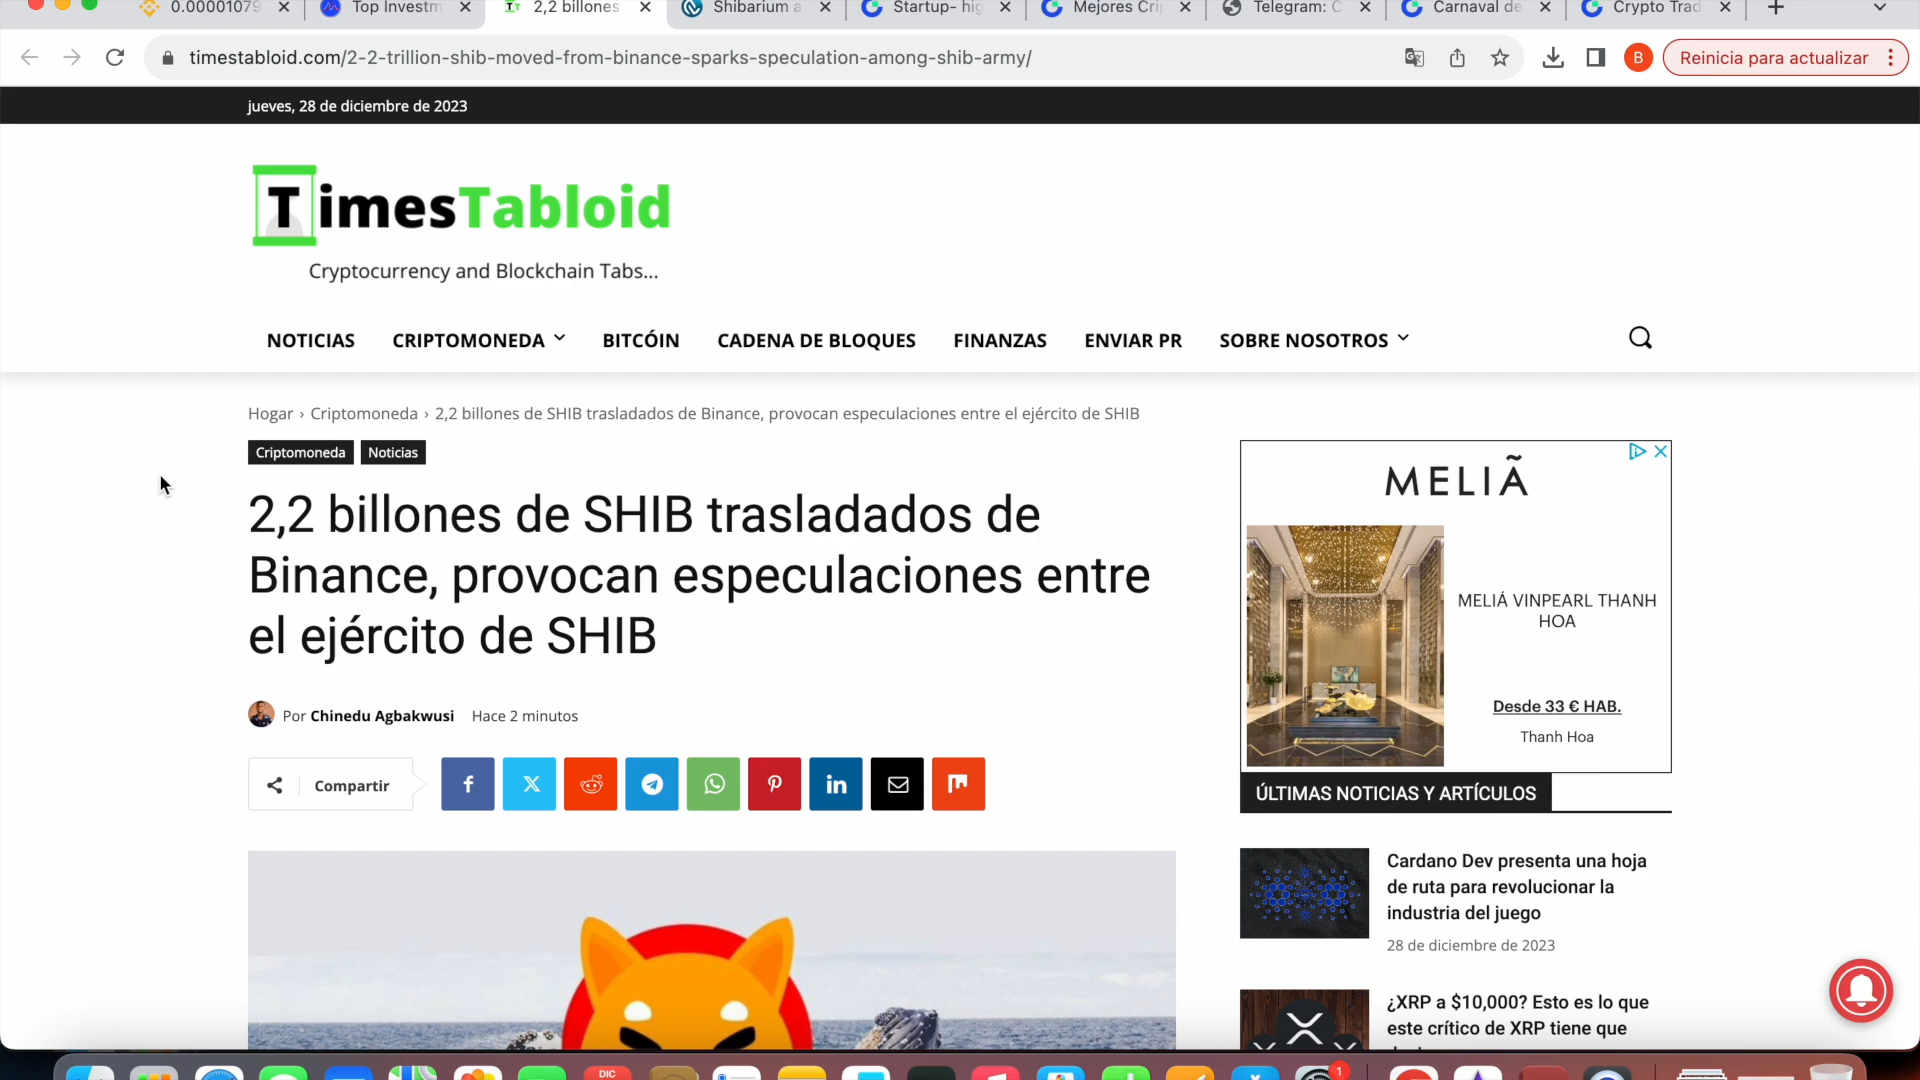 0.00001079
Top Investm
2,2 billones
Shibarium a
Startup- hig
Mejores Cri
Telegram: C
Carnaval de
Crypto Trad
timestabloid.com/2-2-trillion-shib-moved-from-binance-sparks-speculation-among-shib-army/
B
Reinicia para actualizar
jueves, 28 de diciembre de 2023
TimesTabloid
Cryptocurrency and Blockchain Tabs...
NOTICIAS CRIPTOMONEDA BITCÓIN CADENA DE BLOQUES FINANZAS ENVIAR PR SOBRE NOSOTROS
Hogar › Criptomoneda › 2,2 billones de SHIB trasladados de Binance, provocan especulaciones entre el ejército de SHIB
Criptomoneda Noticias
2,2 billones de SHIB trasladados de
Binance, provocan especulaciones entre
el ejército de SHIB
Por Chinedu Agbakwusi Hace 2 minutos
Compartir
MELIÃ
MELIÁ VINPEARL THANH
HOA
Desde 33 € HAB.
Thanh Hoa
ÚLTIMAS NOTICIAS Y ARTÍCULOS
Cardano Dev presenta una hoja
de ruta para revolucionar la
industria del juego
28 de diciembre de 2023
¿XRP a $10,000? Esto es lo que
este crítico de XRP tiene que
DIC
1